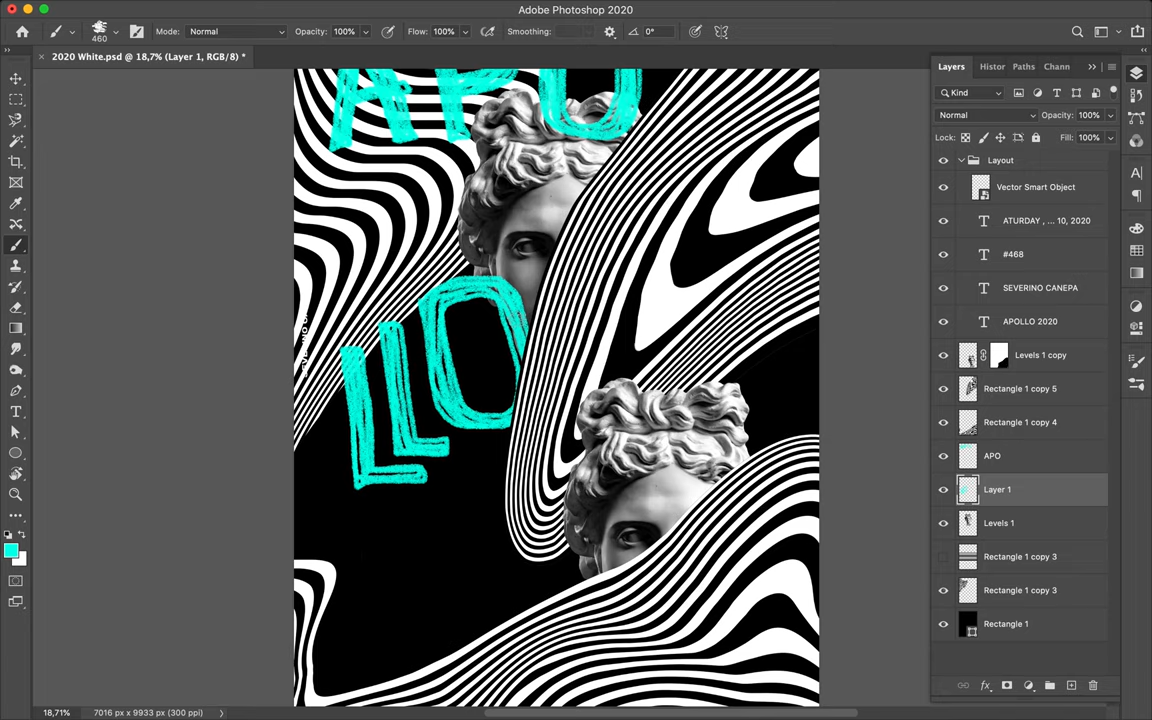 Adobe Photoshop 2020
460
Mode: Normal
Opacity: 100%
Flow: 100%
Smoothing:
0°
2020 White.psd @ 18,7% (Layer 1, RGB/8) *
Layers
Histor
Paths
Chann
Kind
Normal
Opacity: 100%
Lock:
Fill: 100%
Layout
Vector Smart Object
ATURDAY , ... 10, 2020
#468
SEVERINO CANEPA
APOLLO 2020
Levels 1 copy
Rectangle 1 copy 5
Rectangle 1 copy 4
APO
Layer 1
Levels 1
Rectangle 1 copy 3
Rectangle 1 copy 3
Rectangle 1
APO
LLO
18,71%
7016 px x 9933 px (300 ppi)